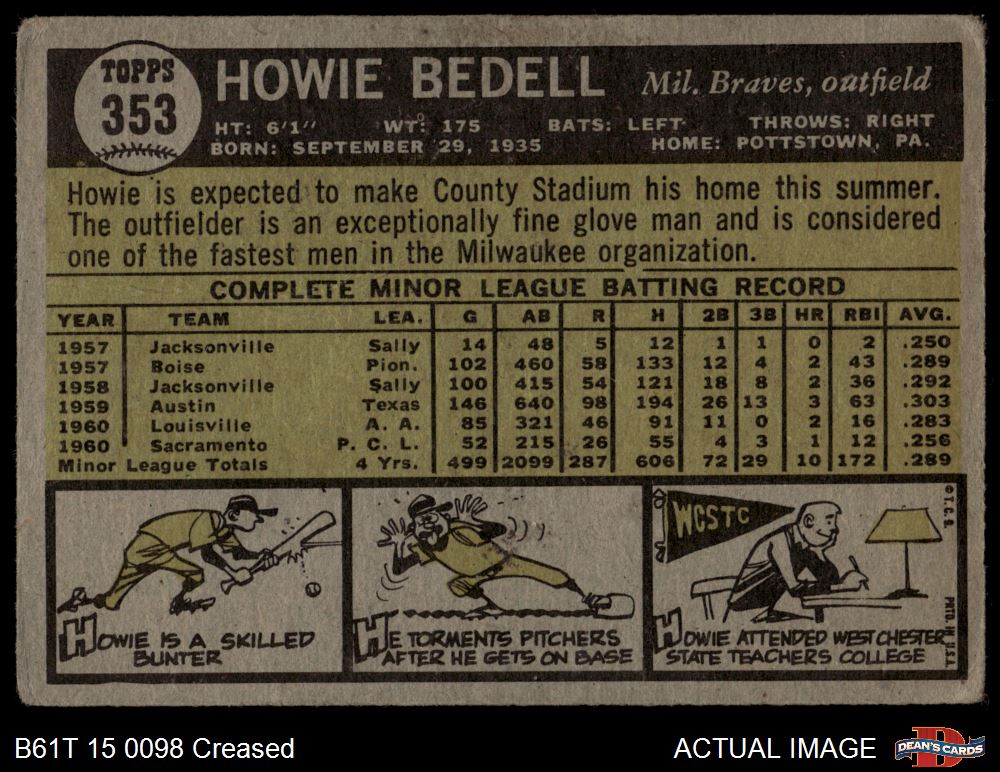 TOPPS
353
HOWIE BEDELL Mil. Braves, outfield
HT: 6'1" WT: 175 BATS: LEFT THROWS: RIGHT
BORN: SEPTEMBER 29, 1935 HOME: POTTSTOWN, PA.
Howie is expected to make County Stadium his home this summer.
The outfielder is an exceptionally fine glove man and is considered
one of the fastest men in the Milwaukee organization.
COMPLETE MINOR LEAGUE BATTING RECORD
YEAR TEAM LEA. G AB R H 2B 3B HR RBI AVG.
1957 Jacksonville Sally 14 48 5 12 1 1 0 2 .250
1957 Boise Pion. 102 460 58 133 12 4 2 43 .289
1958 Jacksonville Sally 100 415 54 121 18 8 2 36 .292
1959 Austin Texas 146 640 98 194 26 13 3 63 .303
1960 Louisville A. A. 85 321 46 91 11 0 2 16 .283
1960 Sacramento P. C. L. 52 215 26 55 4 3 1 12 .256
Minor League Totals 4 Yrs. 499 2099 287 606 72 29 10 172 .289
HOWIE IS A SKILLED
BUNTER
HE TORMENTS PITCHERS
AFTER HE GETS ON BASE
WCSTC
HOWIE ATTENDED WEST CHESTER
STATE TEACHERS COLLEGE
© T. C. G.
PRTD. IN U.S.A.
B61T 15 0098 Creased
ACTUAL IMAGE
DEAN'S CARDS